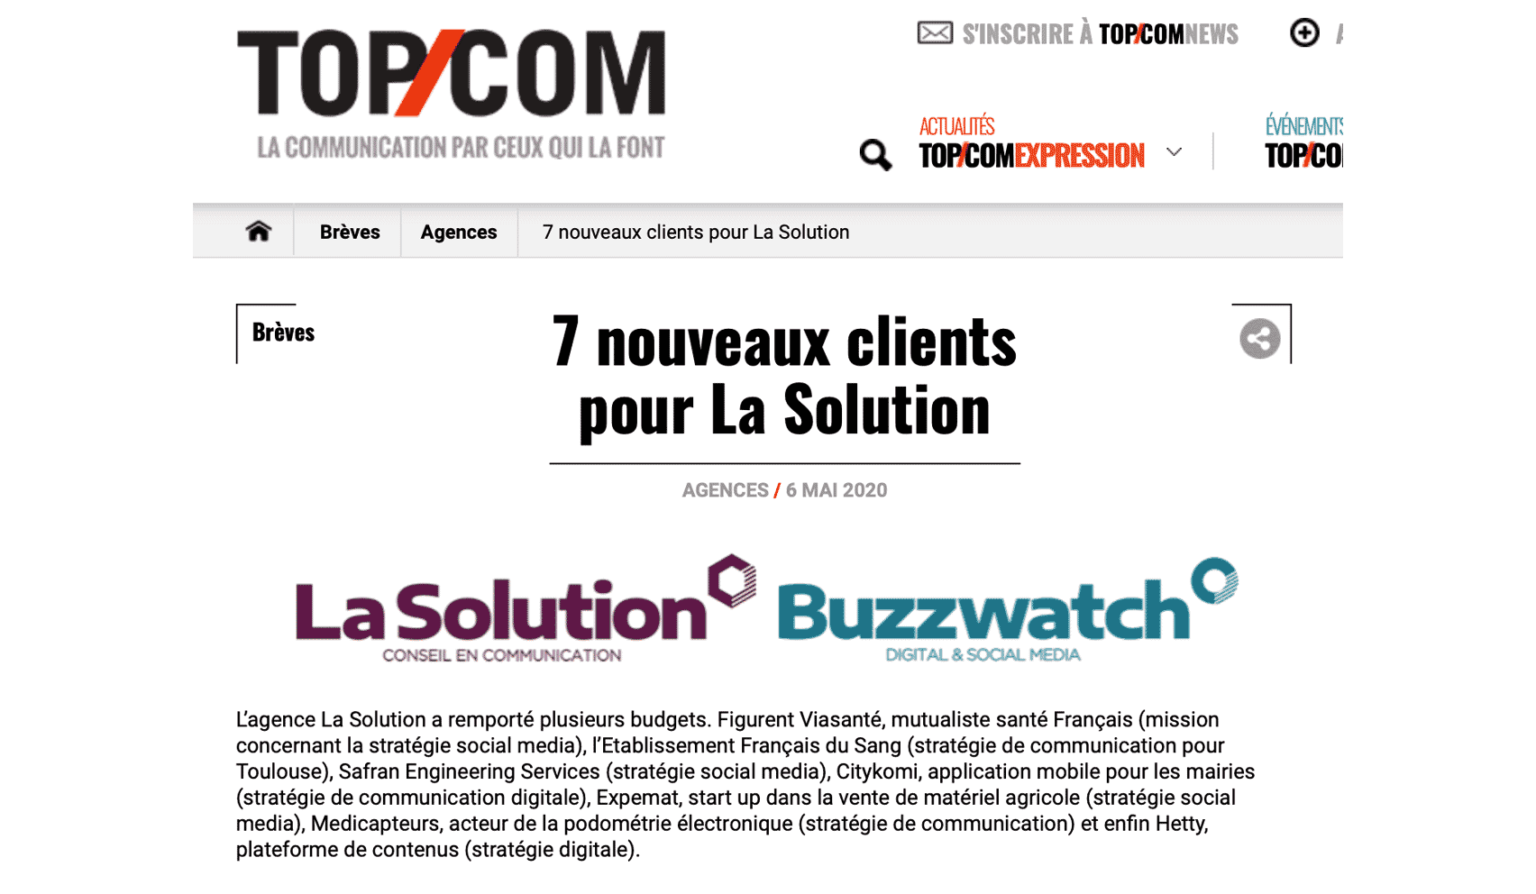 TOP/COM
LA COMMUNICATION PAR CEUX QUI LA FONT
S'INSCRIRE À TOP/COMNEWS
ACTUALITÉS
TOP/COMEXPRESSION
ÉVÉNEMENTS
TOP/CO
Brèves
Agences
7 nouveaux clients pour La Solution
Brèves
7 nouveaux clients
pour La Solution
AGENCES / 6 MAI 2020
La Solution
CONSEIL EN COMMUNICATION
Buzzwatch
DIGITAL & SOCIAL MEDIA
L’agence La Solution a remporté plusieurs budgets. Figurent Viasanté, mutualiste santé Français (mission
concernant la stratégie social media), l’Etablissement Français du Sang (stratégie de communication pour
Toulouse), Safran Engineering Services (stratégie social media), Citykomi, application mobile pour les mairies
(stratégie de communication digitale), Expemat, start up dans la vente de matériel agricole (stratégie social
media), Medicapteurs, acteur de la podométrie électronique (stratégie de communication) et enfin Hetty,
plateforme de contenus (stratégie digitale).